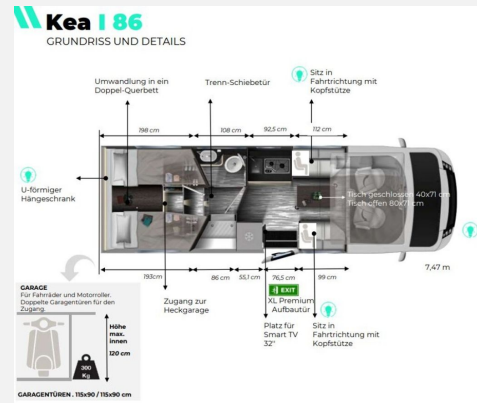 Kea I 86
GRUNDRISS UND DETAILS
Umwandlung in ein
Doppel-Querbett
Trenn-Schiebetür
Sitz in
Fahrtrichtung mit
Kopfstütze
198 cm
108 cm
92,5 cm
112 cm
U-förmiger
Hängeschrank
Tisch geschlossen 40x71 cm
Tisch offen 80x71 cm
7,47 m
193cm
86 cm
55,1 cm
76,5 cm
99 cm
EXIT
XL Premium
Aufbautür
Zugang zur
Heckgarage
Platz für
Smart TV
32"
Sitz in
Fahrtrichtung mit
Kopfstütze
GARAGE
Für Fahrräder und Motorroller.
Doppelte Garagentüren für den
Zugang.
Höhe
max.
innen
120 cm
300
Kg
GARAGENTÜREN . 115x90 / 115x90 cm